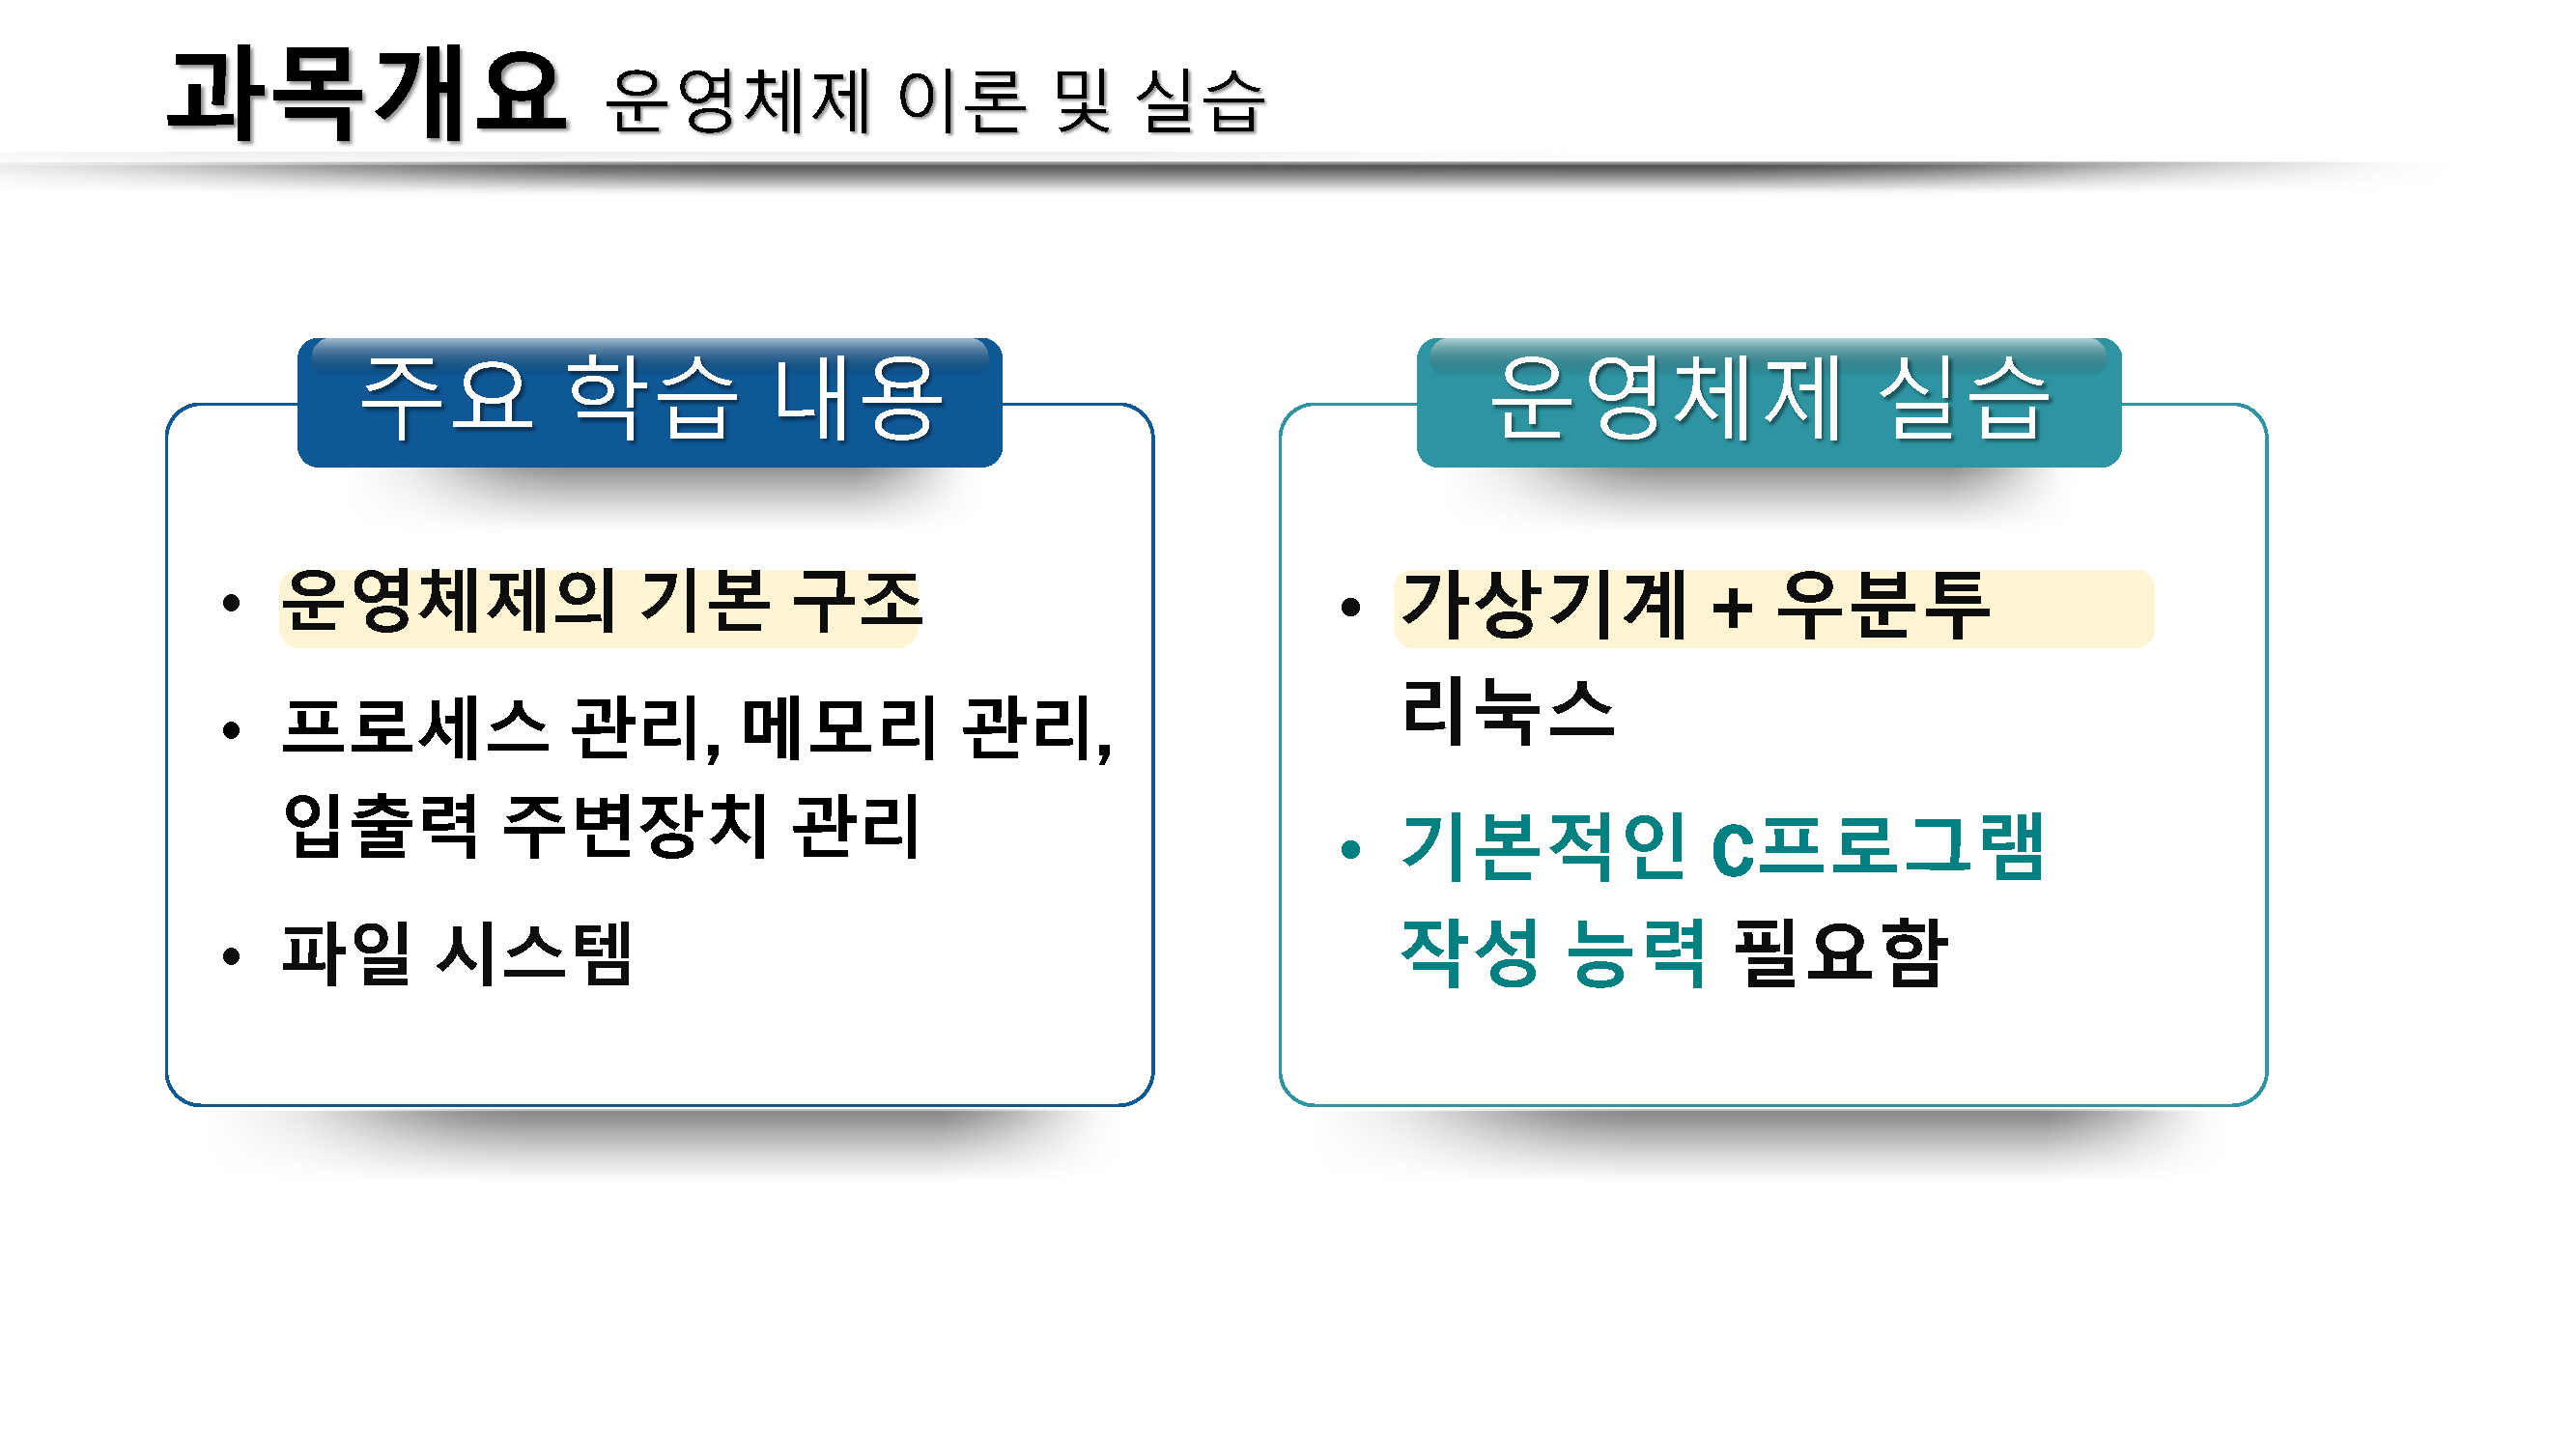 과목개요 운영체제 이론 및 실습
주요 학습 내용
• 운영체제의 기본 구조
• 프로세스 관리, 메모리 관리,
입출력 주변장치 관리
• 파일 시스템
운영체제 실습
• 가상기계 + 우분투
리눅스
• 기본적인 C프로그램
작성 능력 필요함